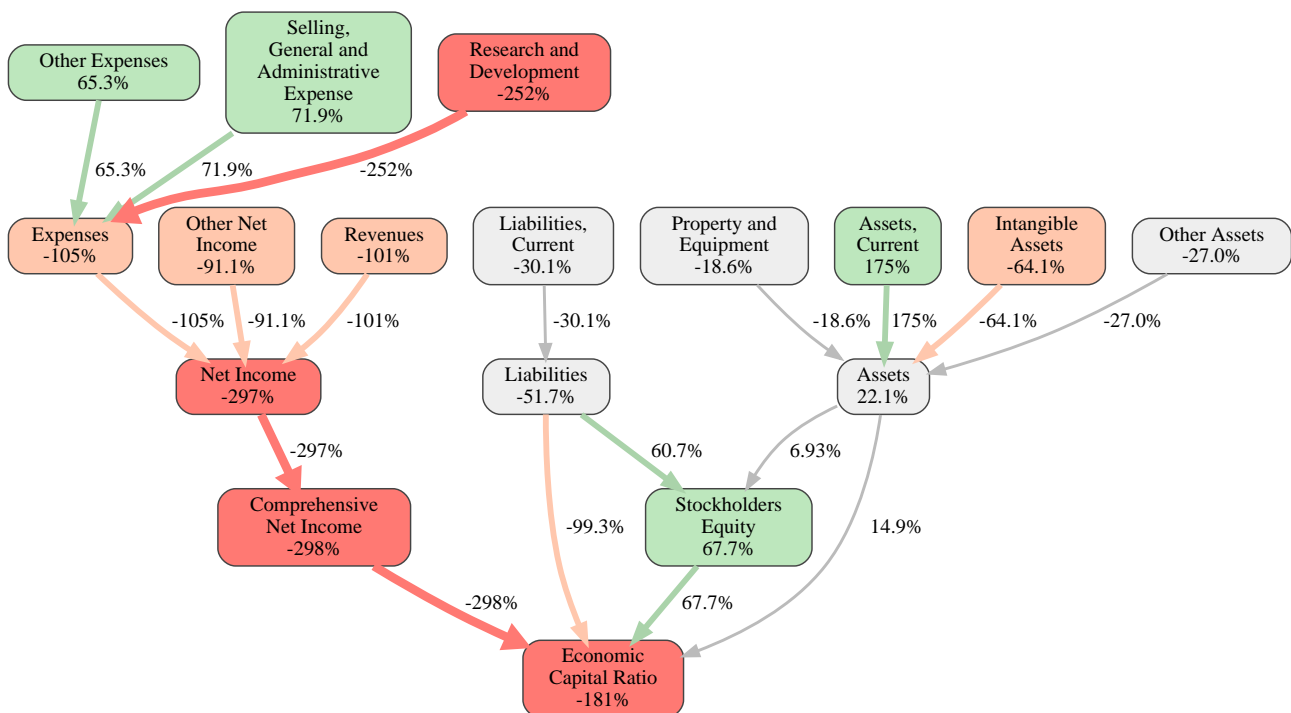 Other Expenses
65.3%
Selling,
General and
Administrative
Expense
71.9%
Research and
Development
-252%
65.3%
71.9%
-252%
Expenses
-105%
Other Net
Income
-91.1%
Revenues
-101%
Liabilities,
Current
-30.1%
Property and
Equipment
-18.6%
Assets,
Current
175%
Intangible
Assets
-64.1%
Other Assets
-27.0%
-105%
-91.1%
-101%
-30.1%
-18.6%
175%
-64.1%
-27.0%
Net Income
-297%
Liabilities
-51.7%
Assets
22.1%
-297%
60.7%
6.93%
Comprehensive
Net Income
-298%
-99.3%
Stockholders
Equity
67.7%
14.9%
-298%
67.7%
Economic
Capital Ratio
-181%